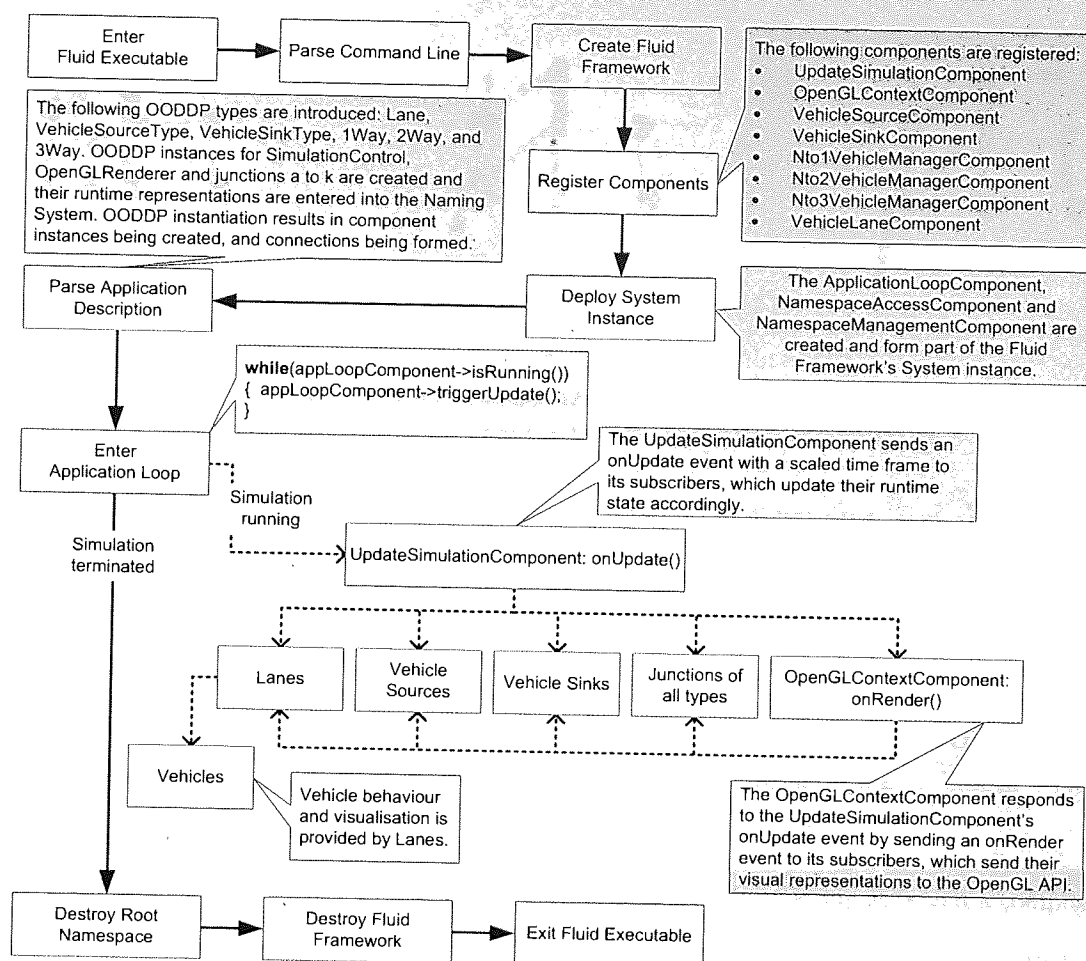 Enter
Fluid Executable
Parse Command Line
Create Fluid
Framework
The following components are registered:
• UpdateSimulationComponent
• OpenGLContextComponent
• VehicleSourceComponent
• VehicleSinkComponent
• Nto1VehicleManagerComponent
• Nto2VehicleManagerComponent
• Nto3VehicleManagerComponent
• VehicleLaneComponent
The following OODDP types are introduced: Lane,
VehicleSourceType, VehicleSinkType, 1Way, 2Way, and
3Way. OODDP instances for SimulationControl,
OpenGLRenderer and junctions a to k are created and
their runtime representations are entered into the Naming
System. OODDP instantiation results in component
instances being created, and connections being formed.
Register Components
Parse Application
Description
Deploy System
Instance
The ApplicationLoopComponent,
NamespaceAccessComponent and
NamespaceManagementComponent are
created and form part of the Fluid
Framework's System instance.
while(appLoopComponent->isRunning())
{ appLoopComponent->triggerUpdate();
}
Enter
Application Loop
The UpdateSimulationComponent sends an
onUpdate event with a scaled time frame to
its subscribers, which update their runtime
state accordingly.
Simulation
running
Simulation
terminated
UpdateSimulationComponent: onUpdate()
Lanes
Vehicle
Sources
Vehicle Sinks
Junctions of
all types
OpenGLContextComponent:
onRender()
Vehicles
Vehicle behaviour
and visualisation is
provided by Lanes.
The OpenGLContextComponent responds
to the UpdateSimulationComponent's
onUpdate event by sending an onRender
event to its subscribers, which send their
visual representations to the OpenGL API.
Destroy Root
Namespace
Destroy Fluid
Framework
Exit Fluid Executable